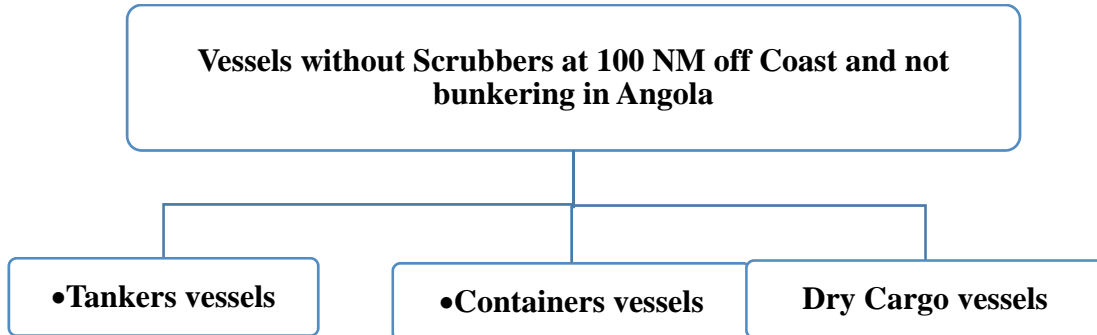 Vessels without Scrubbers at 100 NM off Coast and not
bunkering in Angola
•Tankers vessels
•Containers vessels
Dry Cargo vessels